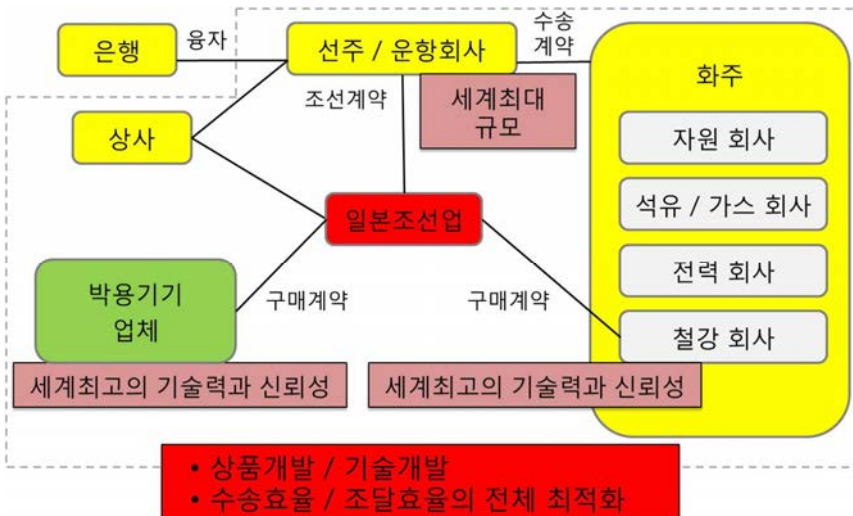 은행
융자
선주 / 운항회사
수송
계약
화주
조선계약
세계최대
규모
상사
자원 회사
석유 / 가스 회사
일본조선업
전력 회사
박용기기
업체
구매계약
구매계약
철강 회사
세계최고의 기술력과 신뢰성
세계최고의 기술력과 신뢰성
• 상품개발 / 기술개발
• 수송효율 / 조달효율의 전체 최적화